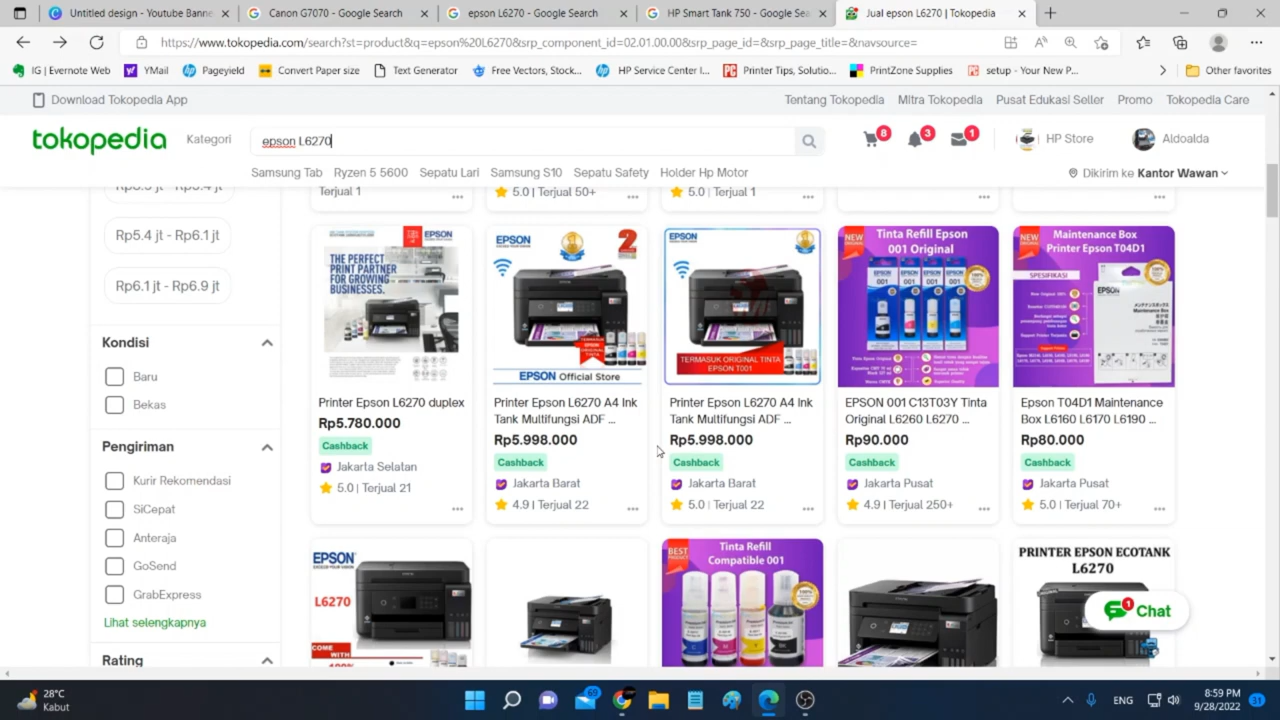 Untitled design - Youtube Banne
Canon G7070 - Google Search
epson L6270 - Google Search
HP Smart Tank 750 - Google Sea
Jual epson L6270 | Tokopedia
https://www.tokopedia.com/search?st=product&q=epson%20L6270&srp_component_id=02.01.00.00&srp_page_id=&srp_page_title=&navsource=
IG | Evernote Web
YMail
Pageyield
Convert Paper size
Text Generator
Free Vectors, Stock...
HP Service Center I...
Printer Tips, Solutio...
PrintZone Supplies
setup - Your New P...
Other favorites
Download Tokopedia App
Tentang Tokopedia
Mitra Tokopedia
Pusat Edukasi Seller
Promo
Tokopedia Care
tokopedia
Kategori
epson L6270
8
3
1
HP Store
Aldoalda
Samsung Tab
Ryzen 5 5600
Sepatu Lari
Samsung S10
Sepatu Safety
Holder Hp Motor
Dikirim ke Kantor Wawan
Terjual 1
5.0 | Terjual 50+
5.0 | Terjual 1
Rp5.4 jt - Rp6.1 jt
Rp6.1 jt - Rp6.9 jt
Kondisi
Baru
Bekas
Pengiriman
Kurir Rekomendasi
SiCepat
Anteraja
GoSend
GrabExpress
Lihat selengkapnya
Rating
EPSON
THE PERFECT
PRINT PARTNER
FOR GROWING
BUSINESSES.
Printer Epson L6270 duplex
Rp5.780.000
Cashback
Jakarta Selatan
5.0 | Terjual 21
EPSON
2
EPSON Official Store
Printer Epson L6270 A4 Ink
Tank Multifungsi ADF ...
Rp5.998.000
Cashback
Jakarta Barat
4.9 | Terjual 22
EPSON
TERMASUK ORIGINAL TINTA
EPSON T001
Printer Epson L6270 A4 Ink
Tank Multifungsi ADF ...
Rp5.998.000
Cashback
Jakarta Barat
5.0 | Terjual 22
NEW
Tinta Refill Epson
001 Original
EPSON 001 C13T03Y Tinta
Original L6260 L6270 ...
Rp90.000
Cashback
Jakarta Pusat
4.9 | Terjual 250+
NEW
Maintenance Box
Printer Epson T04D1
SPESIFIKASI
EPSON
Epson T04D1 Maintenance
Box L6160 L6170 L6190 ...
Rp80.000
Cashback
Jakarta Pusat
5.0 | Terjual 70+
EPSON
L6270
COME
WITH
BEST
Tinta Refill
Compatible 001
PRINTER EPSON ECOTANK
L6270
1
Chat
28°C
Kabut
69
ENG
8:59 PM
9/28/2022
31